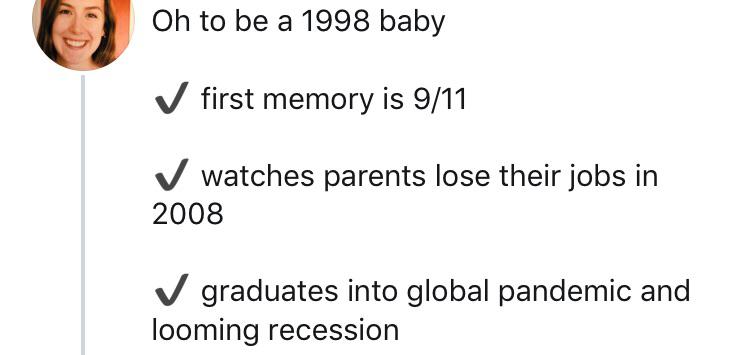 Oh to be a 1998 baby
✔ first memory is 9/11
✔ watches parents lose their jobs in
2008
✔ graduates into global pandemic and
looming recession